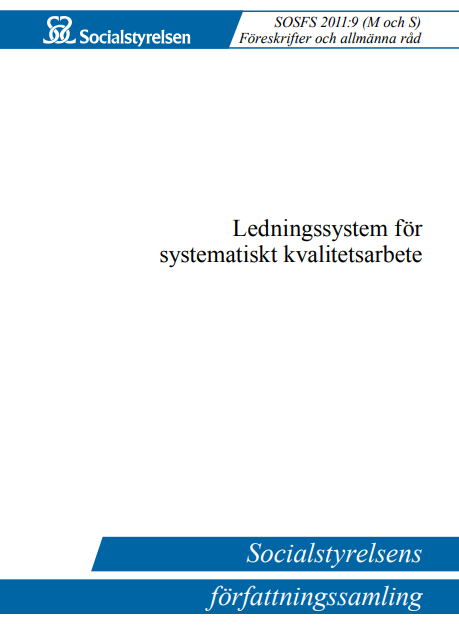 Socialstyrelsen
SOSFS 2011:9 (M och S)
Föreskrifter och allmänna råd
Ledningssystem för
systematiskt kvalitetsarbete
Socialstyrelsens
författningssamling